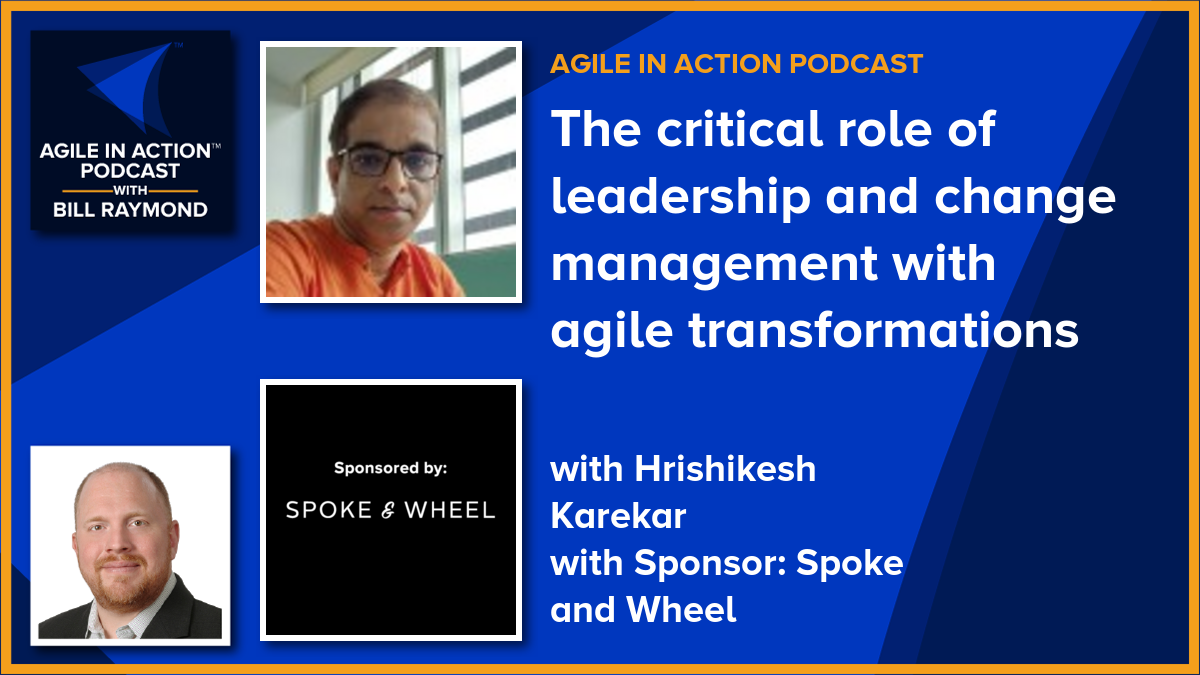 AGILE IN ACTION™
PODCAST
WITH
BILL RAYMOND
AGILE IN ACTION PODCAST
The critical role of
leadership and change
management with
agile transformations
Sponsored by:
SPOKE & WHEEL
with Hrishikesh
Karekar
with Sponsor: Spoke
and Wheel